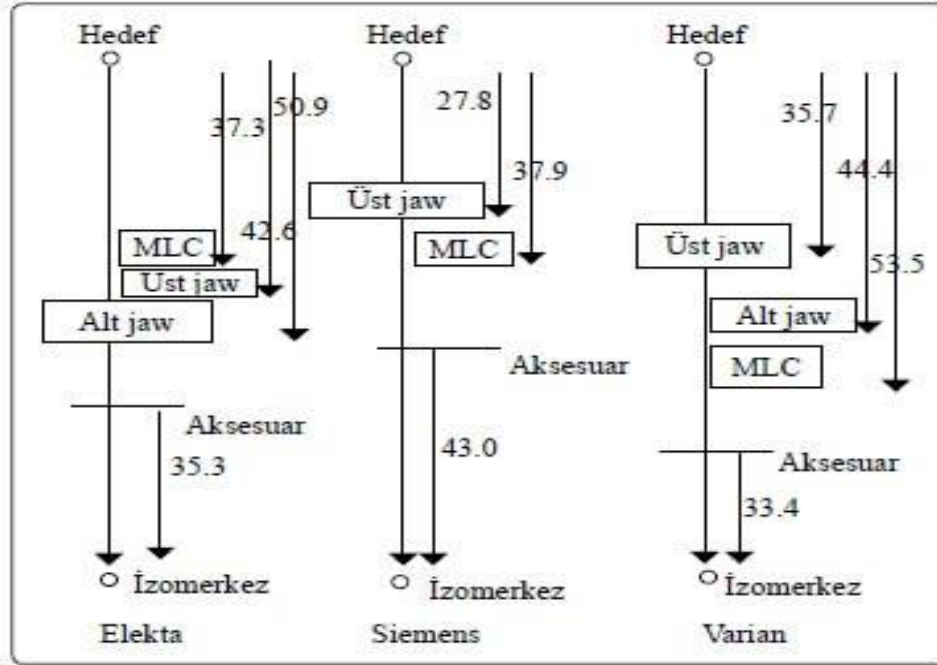 Hedef
37.3
50.9
42.6
MLC
Ust jaw
Alt jaw
Aksesuar
35.3
İzomerkez
Elekta
Hedef
27.8
37.9
Üst jaw
MLC
Aksesuar
43.0
İzomerkez
Siemens
Hedef
35.7
44.4
53.5
Üst jaw
Alt jaw
MLC
Aksesuar
33.4
İzomerkez
Varian